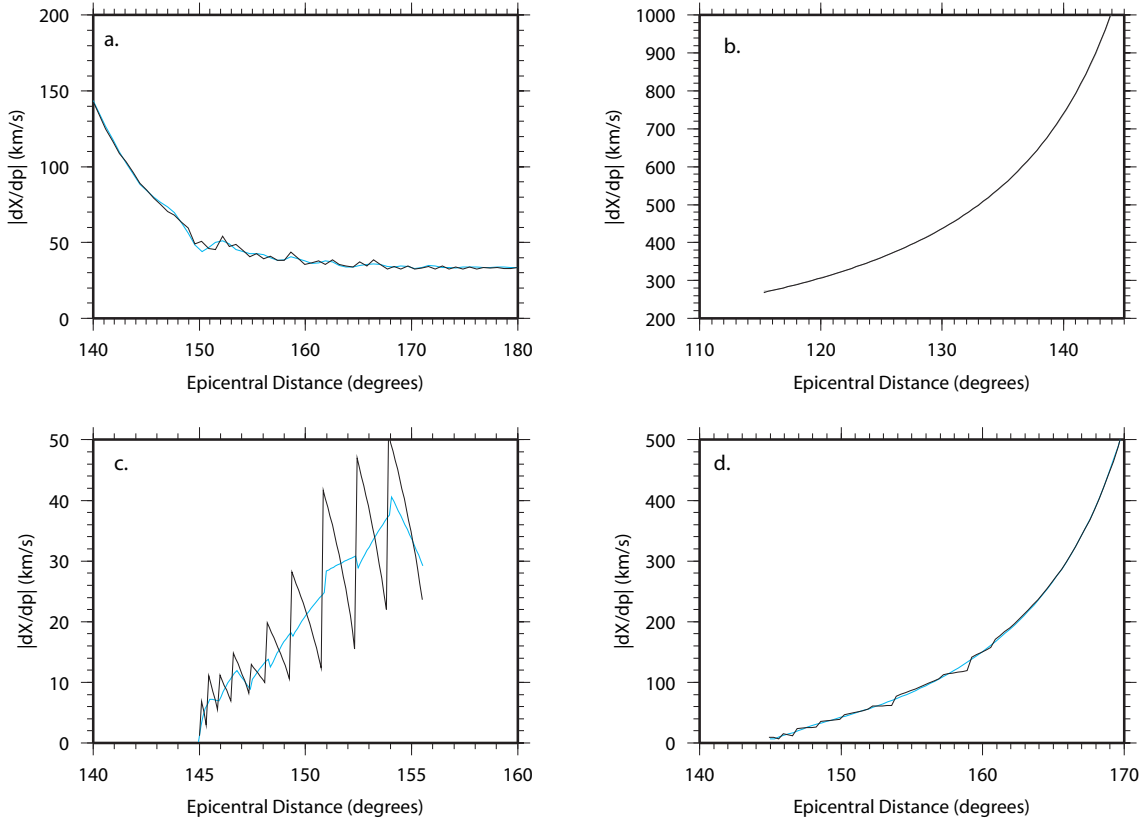 a.
|dX/dp| (km/s)
200
150
100
50
0
140 150 160 170 180
Epicentral Distance (degrees)
b.
|dX/dp| (km/s)
1000
900
800
700
600
500
400
300
200
110 120 130 140
Epicentral Distance (degrees)
c.
|dX/dp| (km/s)
50
40
30
20
10
0
140 145 150 155 160
Epicentral Distance (degrees)
d.
|dX/dp| (km/s)
500
400
300
200
100
0
140 150 160 170
Epicentral Distance (degrees)